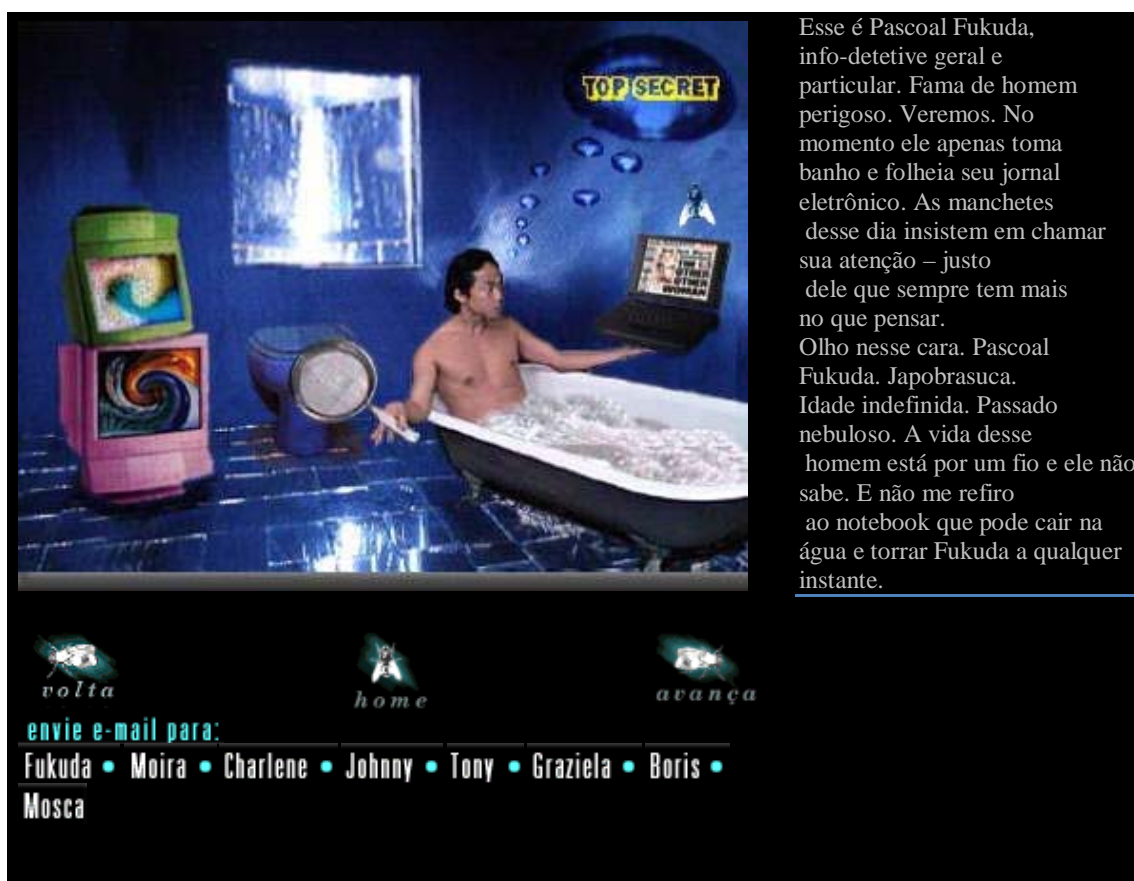 TOP SECRET
Esse é Pascoal Fukuda,
info-detetive geral e
particular. Fama de homem
perigoso. Veremos. No
momento ele apenas toma
banho e folheia seu jornal
eletrônico. As manchetes
desse dia insistem em chamar
sua atenção – justo
dele que sempre tem mais
no que pensar.
Olho nesse cara. Pascoal
Fukuda. Japobrasuca.
Idade indefinida. Passado
nebuloso. A vida desse
homem está por um fio e ele não
sabe. E não me refiro
ao notebook que pode cair na
água e torrar Fukuda a qualquer
instante.
volta
home
avança
envie e-mail para:
Fukuda • Moira • Charlene • Johnny • Tony • Graziela • Boris •
Mosca